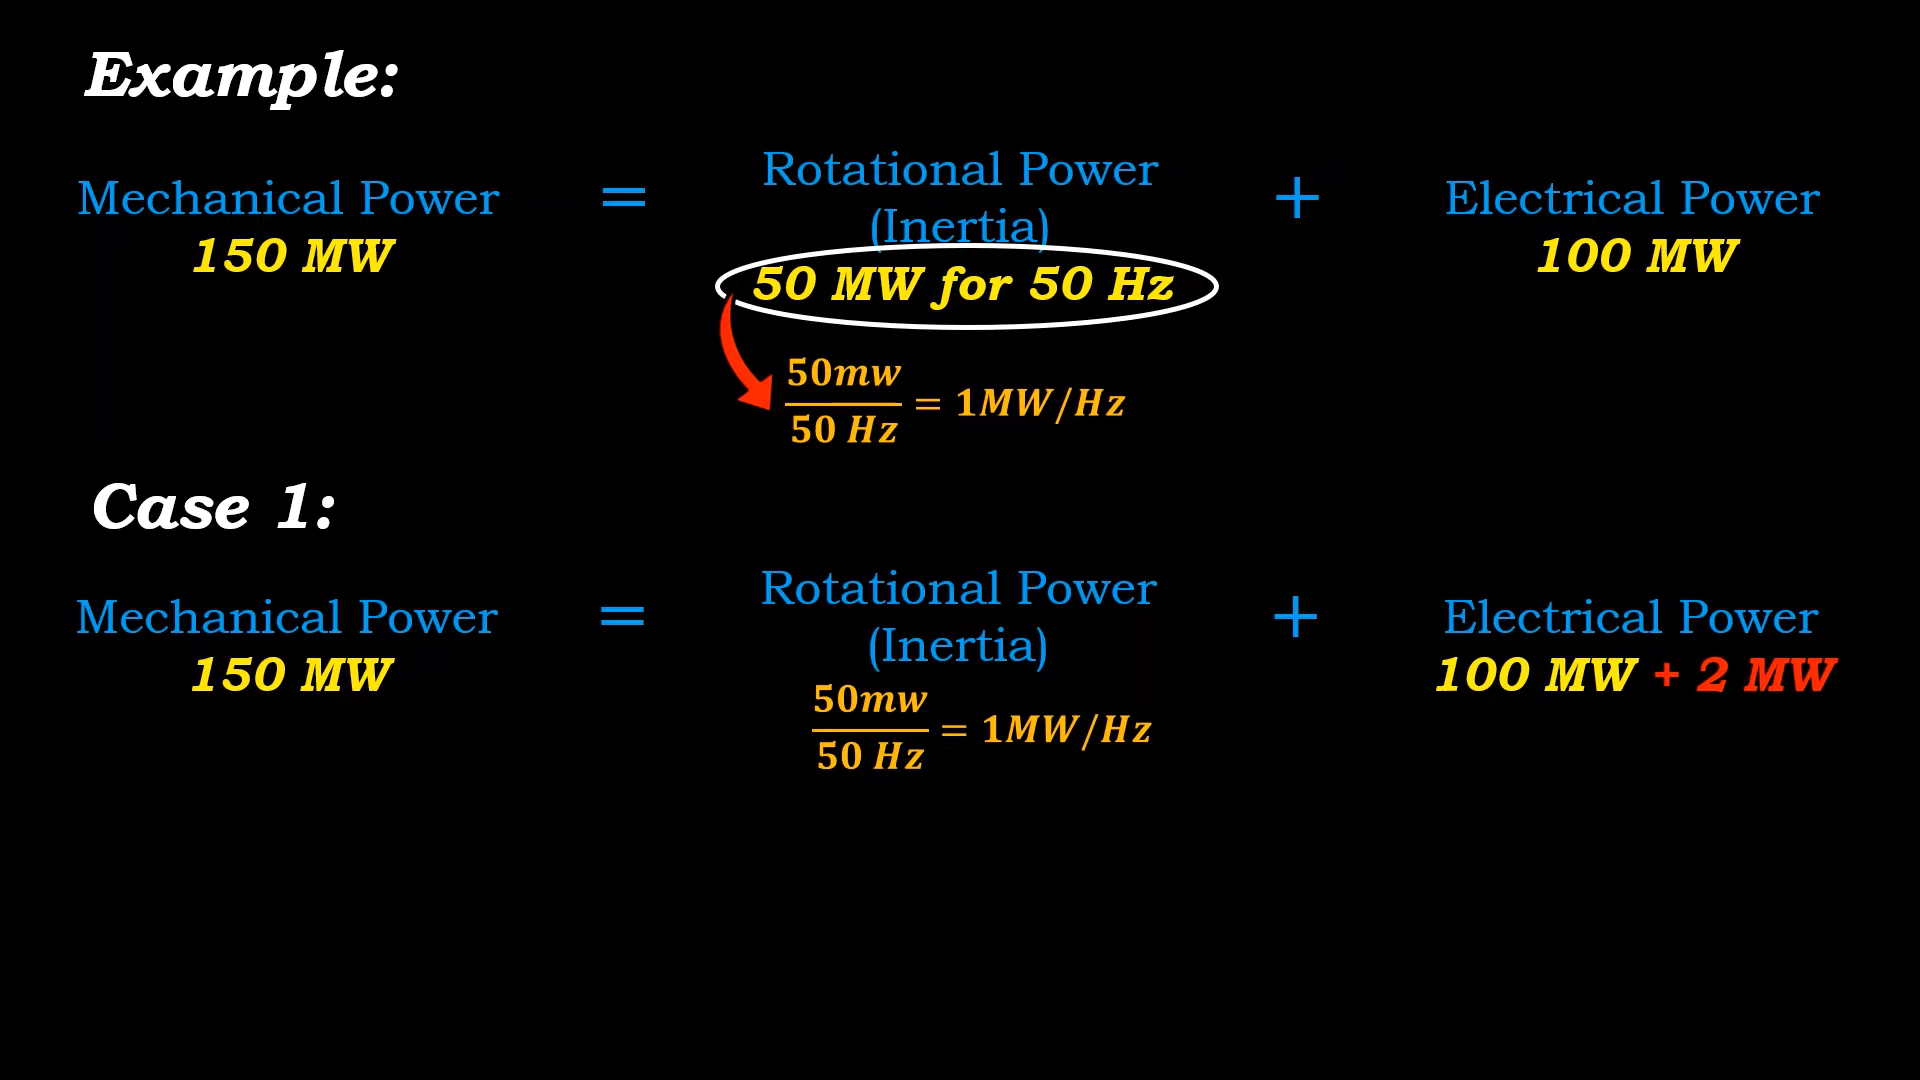 Example:
Mechanical Power = Rotational Power (Inertia) + Electrical Power
150 MW 50 MW for 50 Hz 100 MW
50mw/50 Hz = 1MW/Hz
Case 1:
Mechanical Power = Rotational Power (Inertia) + Electrical Power
150 MW 100 MW + 2 MW
50mw/50 Hz = 1MW/Hz